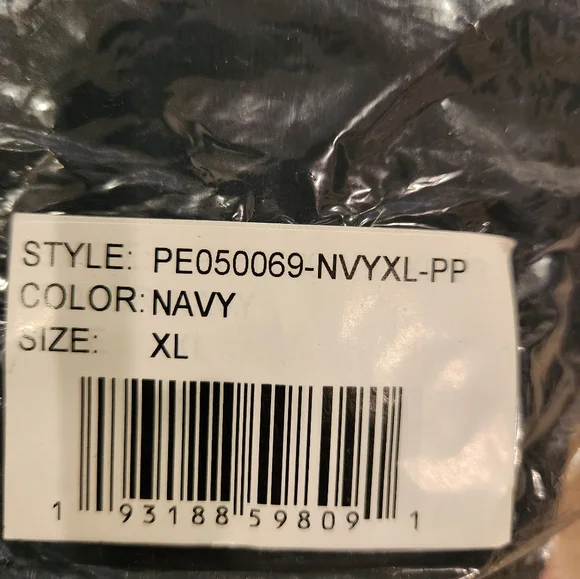 STYLE: PE050069-NVYXL-PP
COLOR: NAVY
SIZE: XL
1 93188 59809 1